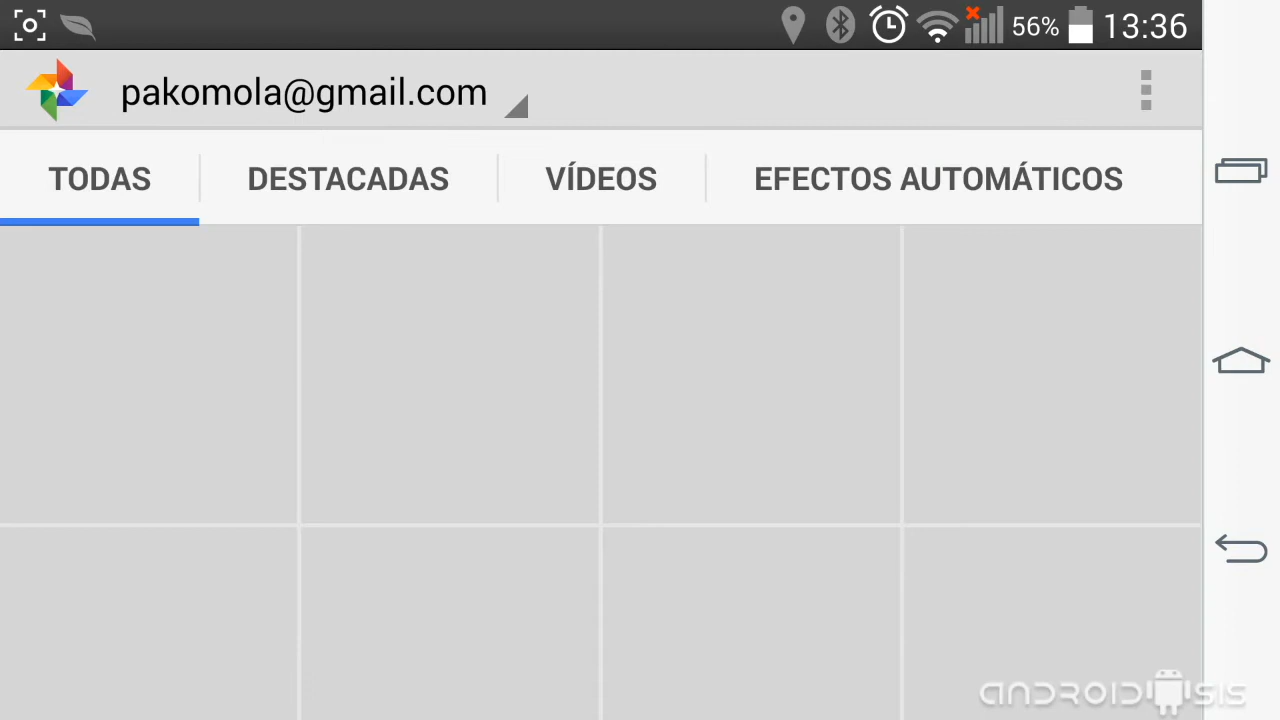 56% 13:36
pakomola@gmail.com
TODAS DESTACADAS VÍDEOS EFECTOS AUTOMÁTICOS
ANDROIDSIS